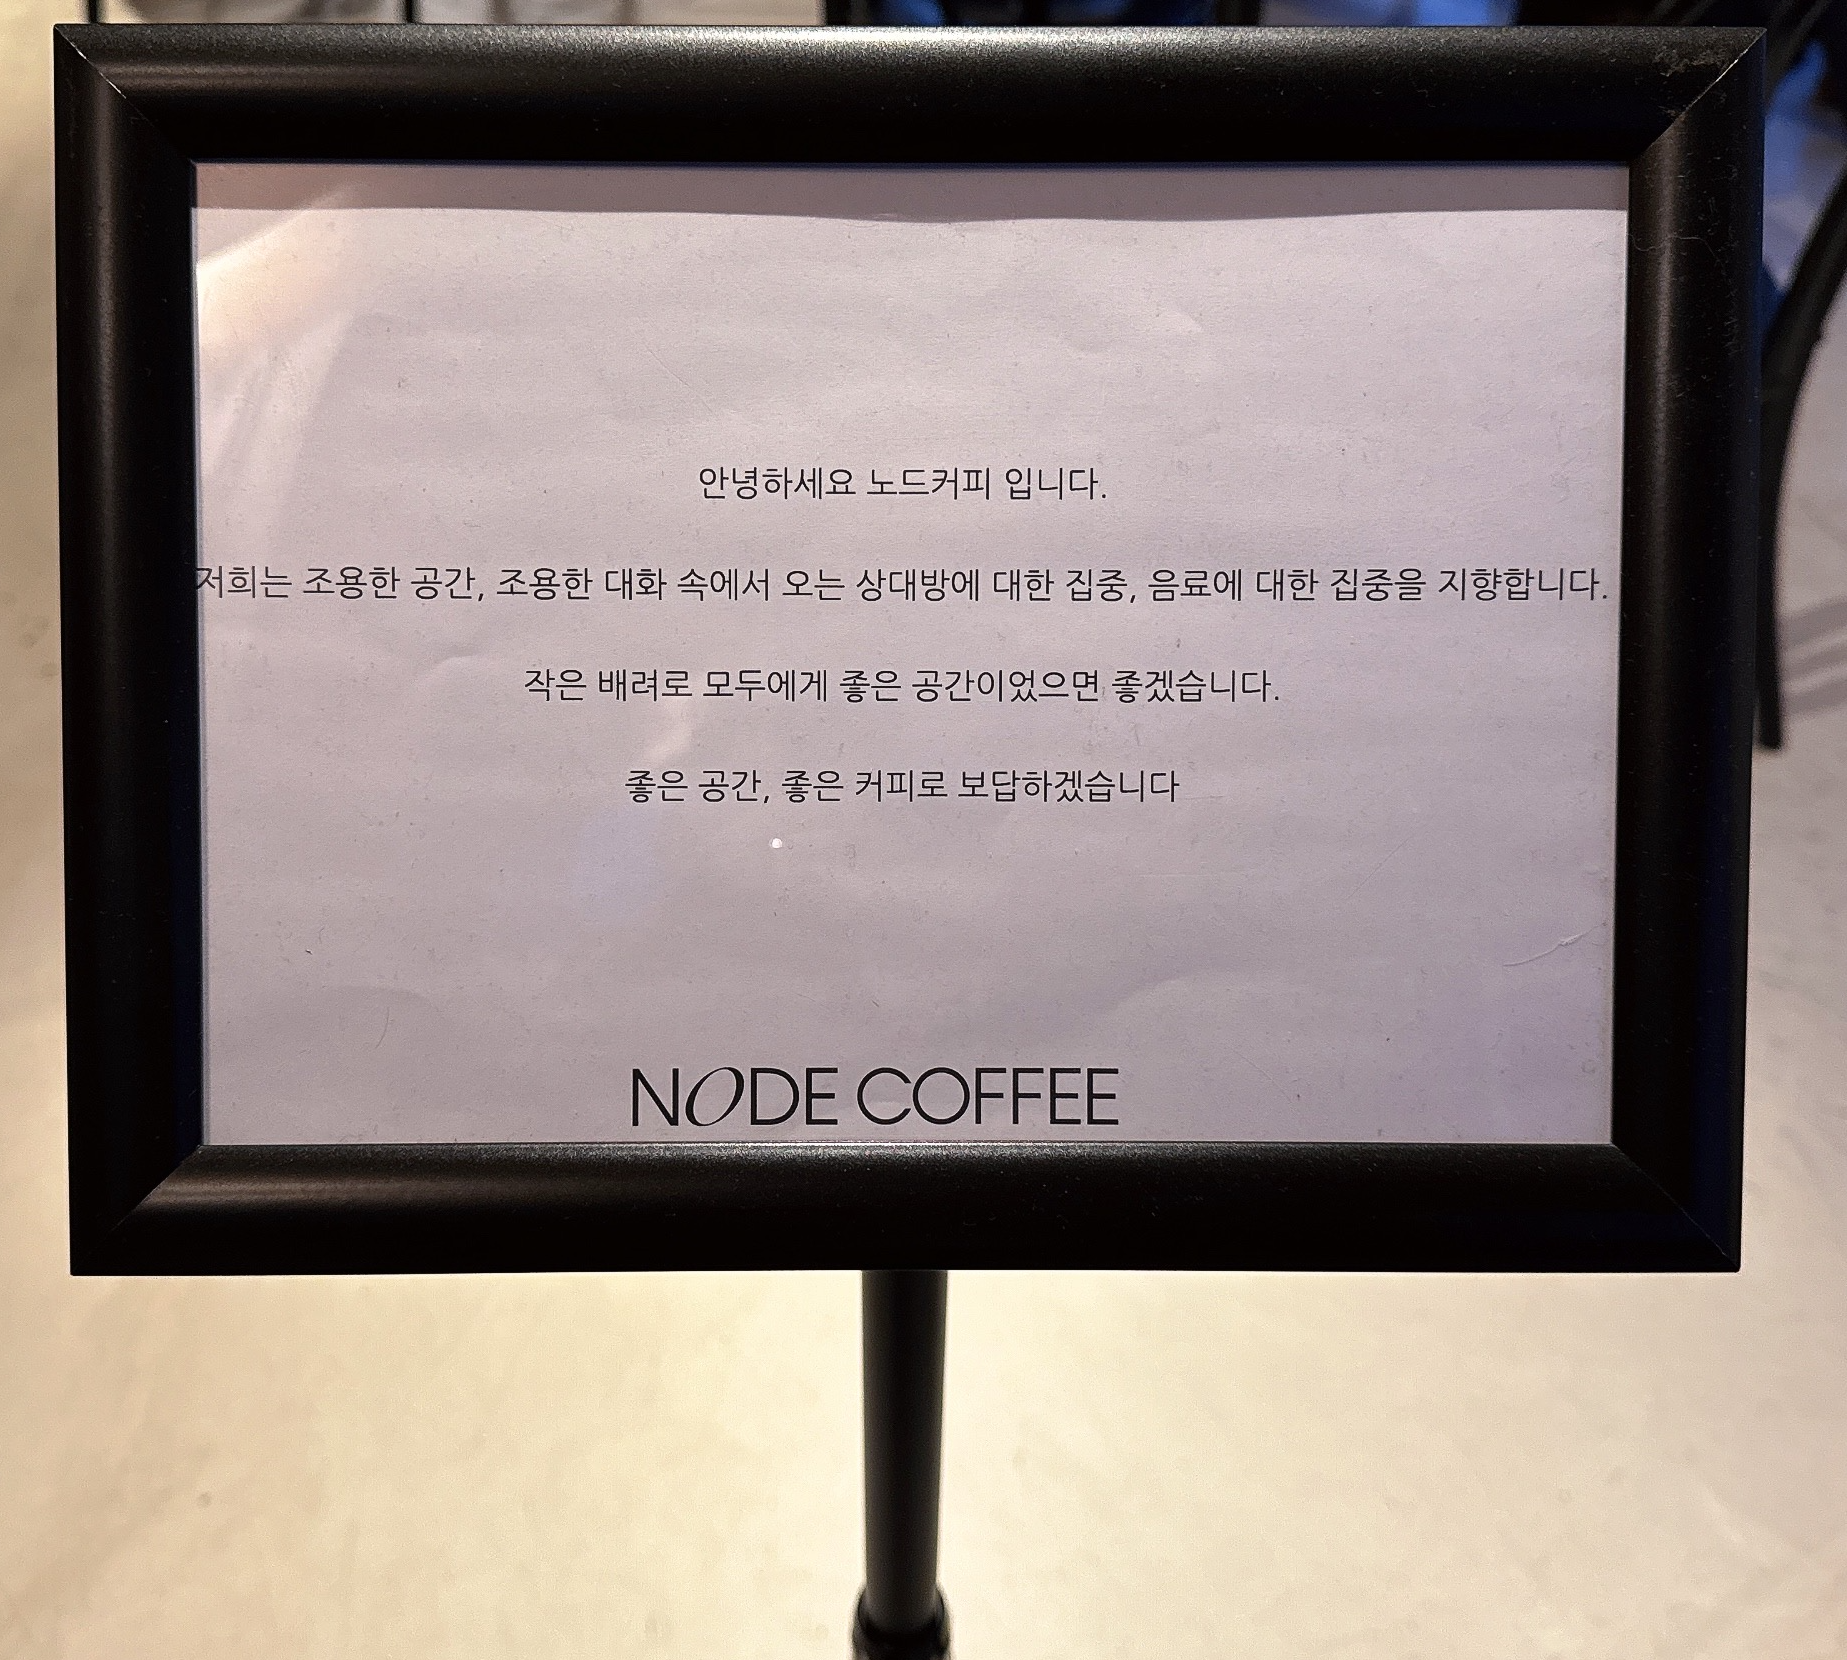 안녕하세요 노드커피 입니다.
저희는 조용한 공간, 조용한 대화 속에서 오는 상대방에 대한 집중, 음료에 대한 집중을 지향합니다.
작은 배려로 모두에게 좋은 공간이었으면 좋겠습니다.
좋은 공간, 좋은 커피로 보답하겠습니다
NODE COFFEE